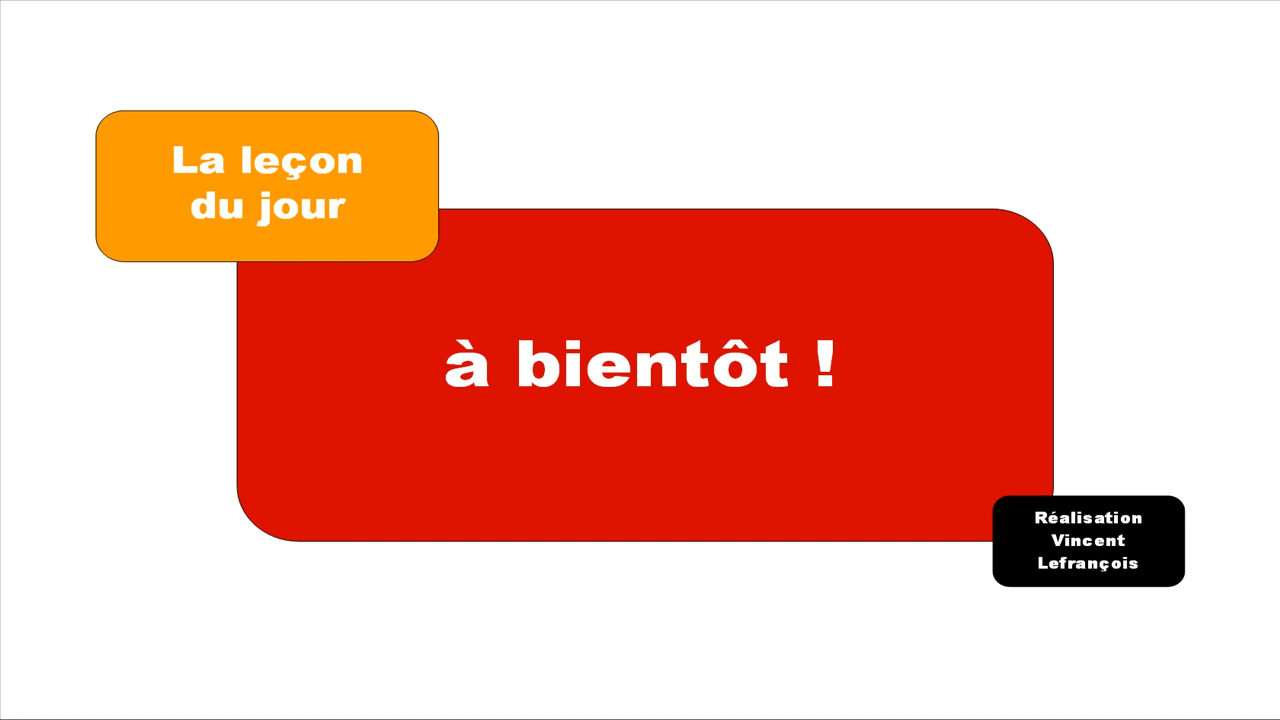 La leçon
du jour
à bientôt !
Réalisation
Vincent
Lefrançois